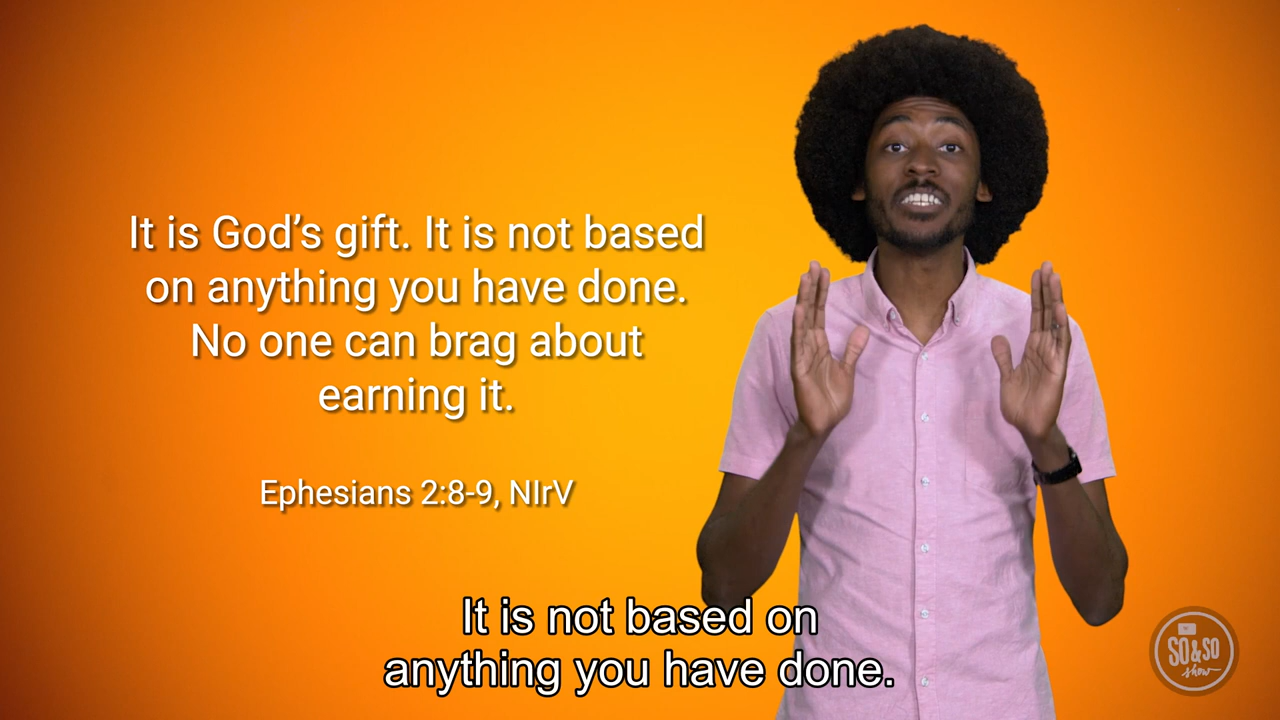 It is God’s gift. It is not based
on anything you have done.
No one can brag about
earning it.
Ephesians 2:8-9, NIrV
It is not based on
anything you have done.
SO & SO
show